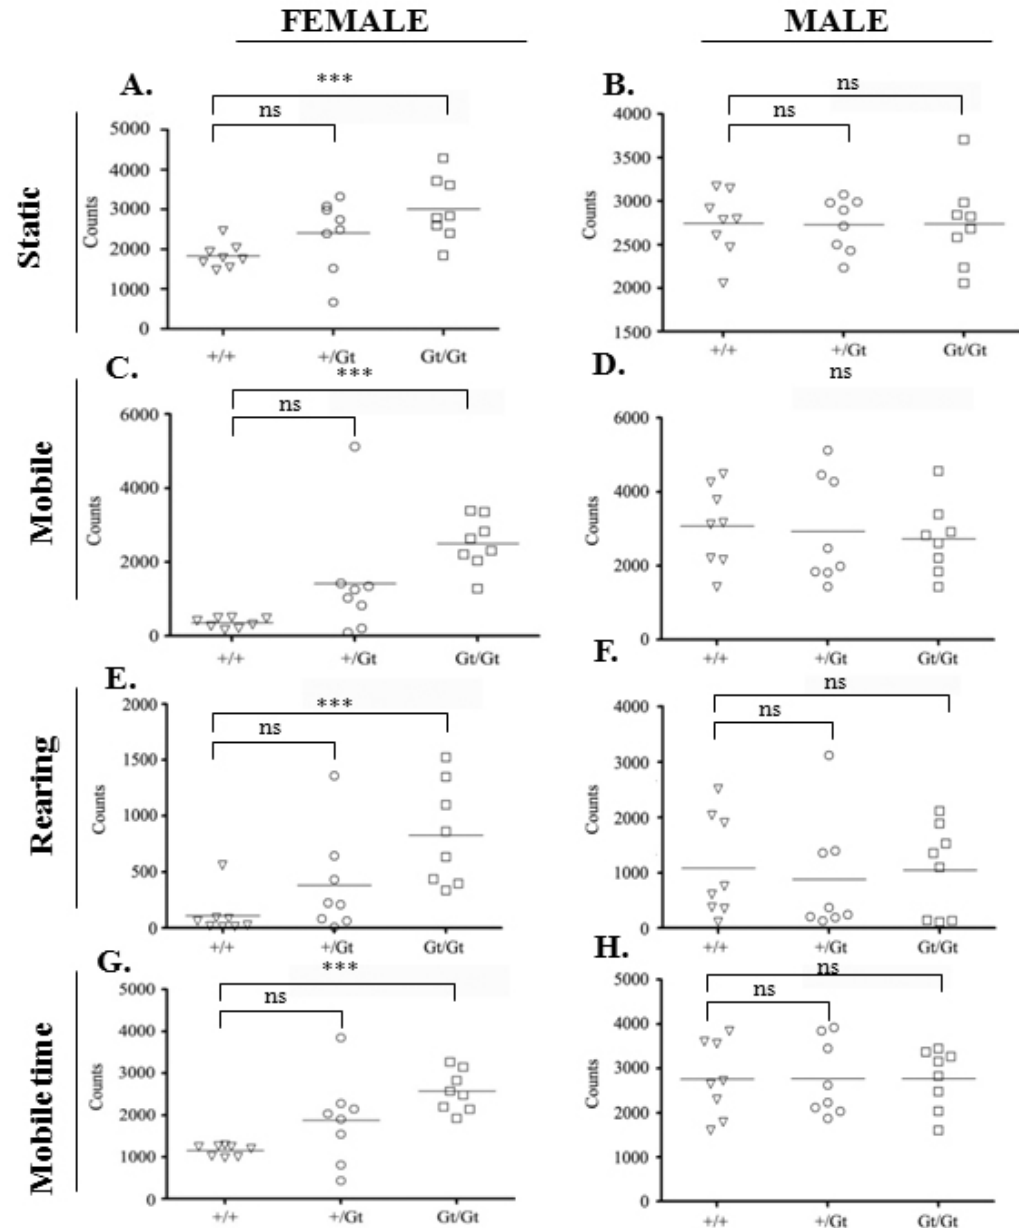 FEMALE
MALE
A.
***
ns
5000
4000
3000
2000
1000
0
Counts
+/+
+/Gt
Gt/Gt
B.
ns
ns
4000
3500
3000
2500
2000
1500
Counts
+/+
+/Gt
Gt/Gt
Static
C.
***
ns
6000
4000
2000
0
Counts
+/+
+/Gt
Gt/Gt
D.
ns
6000
4000
2000
0
Counts
+/+
+/Gt
Gt/Gt
Mobile
E.
***
ns
2000
1500
1000
500
0
Counts
+/+
+/Gt
Gt/Gt
F.
ns
ns
4000
3000
2000
1000
0
Counts
+/+
+/Gt
Gt/Gt
Rearing
G.
***
ns
5000
4000
3000
2000
1000
0
Counts
+/+
+/Gt
Gt/Gt
H.
ns
ns
5000
4000
3000
2000
1000
0
Counts
+/+
+/Gt
Gt/Gt
Mobile time